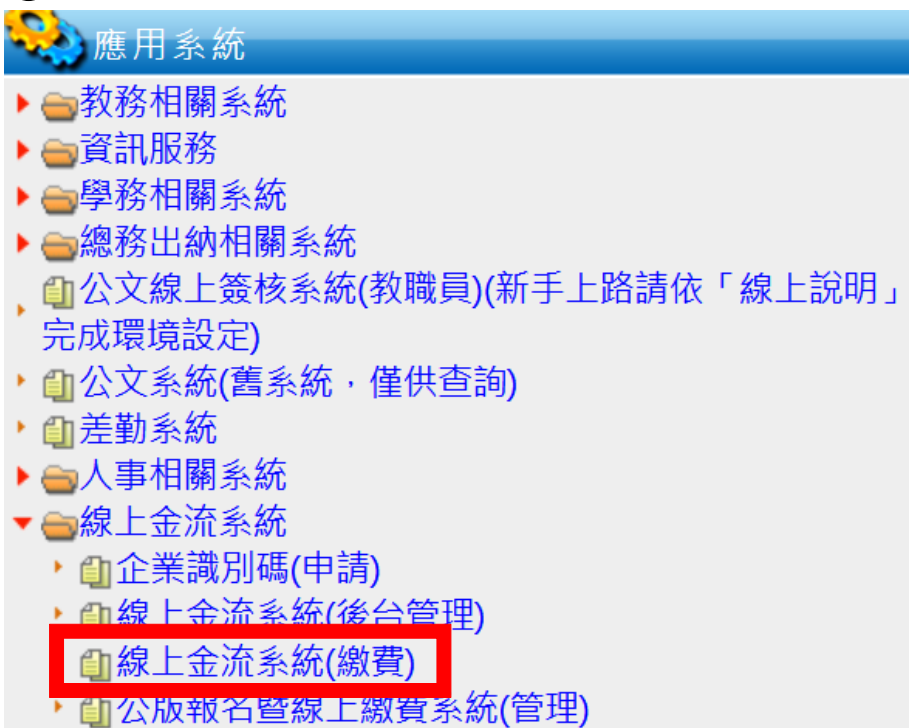 應用系統
教務相關系統
資訊服務
學務相關系統
總務出納相關系統
公文線上簽核系統(教職員)(新手上路請依「線上說明」
完成環境設定)
公文系統(舊系統，僅供查詢)
差勤系統
人事相關系統
線上金流系統
企業識別碼(申請)
線上金流系統(後台管理)
線上金流系統(繳費)
公版報名暨線上繳費系統(管理)